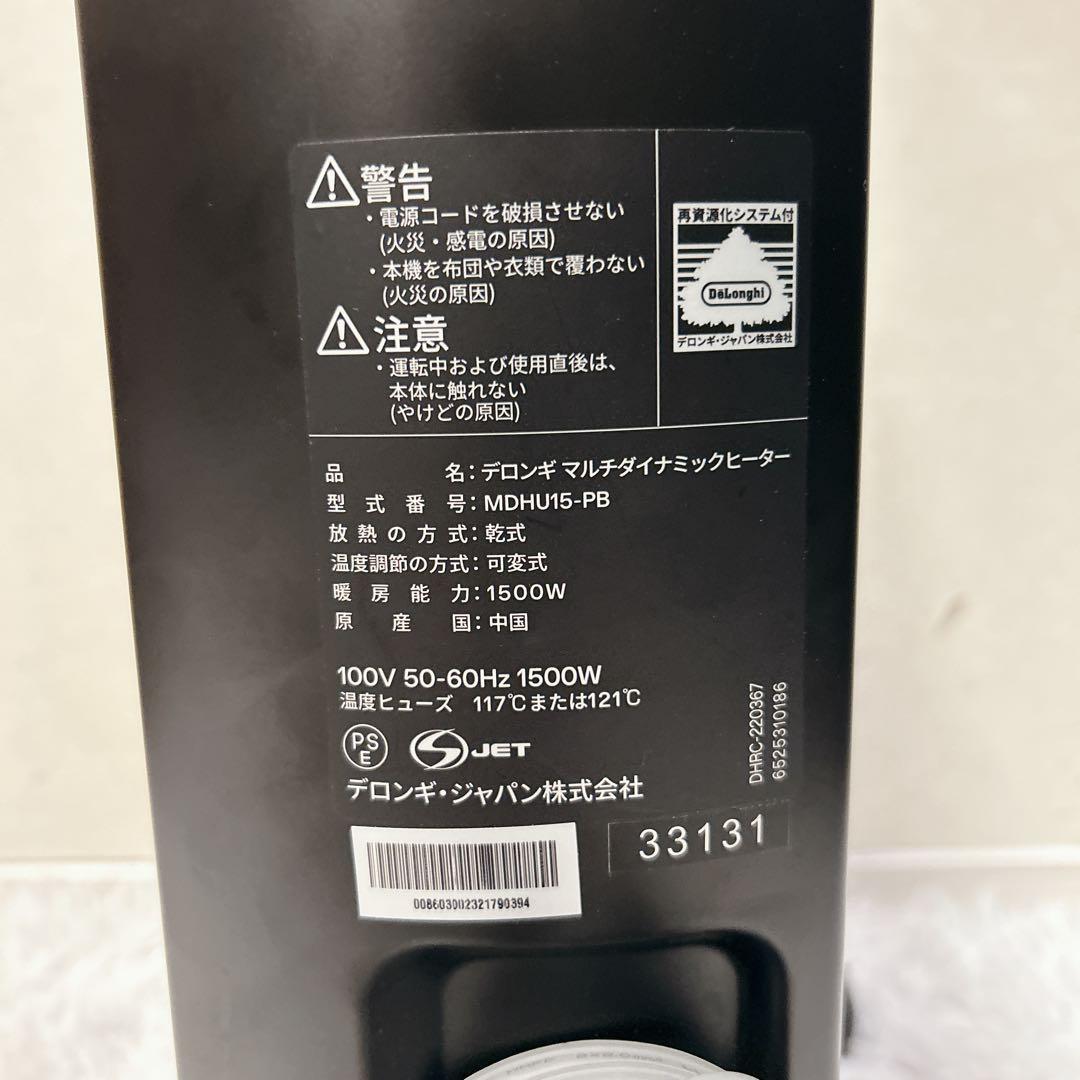 警告
・電源コードを破損させない
(火災・感電の原因)
・本機を布団や衣類で覆わない
(火災の原因)
注意
・運転中および使用直後は、
本体に触れない
(やけどの原因)
再資源化システム付
DeLonghi
デロンギ・ジャパン株式会社
品名:デロンギ マルチダイナミックヒーター
型式番号:MDHU15-PB
放熱の方式:乾式
温度調節の方式:可変式
暖房能力:1500W
原産国:中国
100V 50-60Hz 1500W
温度ヒューズ 117℃または121℃
PSE
S JET
デロンギ・ジャパン株式会社
DHRC-220367
6525310186
33131
008603002321790394